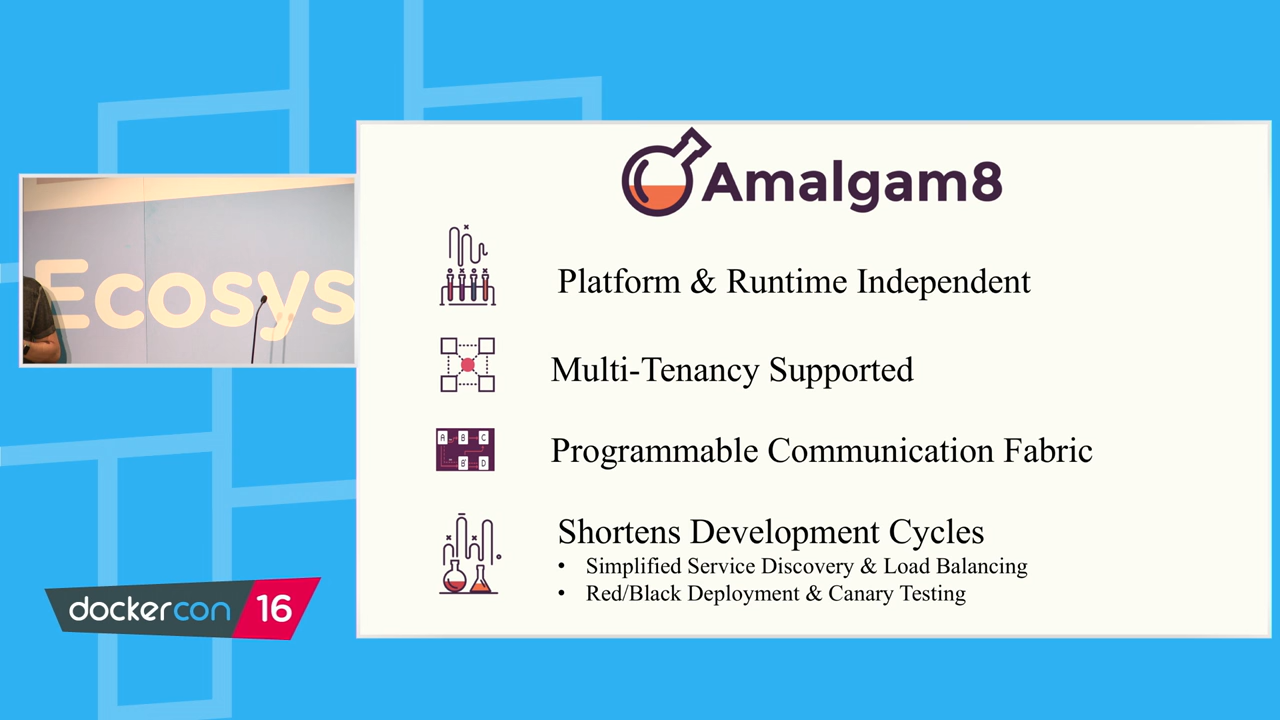 Amalgam8
Platform & Runtime Independent
Multi-Tenancy Supported
Programmable Communication Fabric
A B C
B' D
Shortens Development Cycles
• Simplified Service Discovery & Load Balancing
• Red/Black Deployment & Canary Testing
Ecosys
dockercon 16